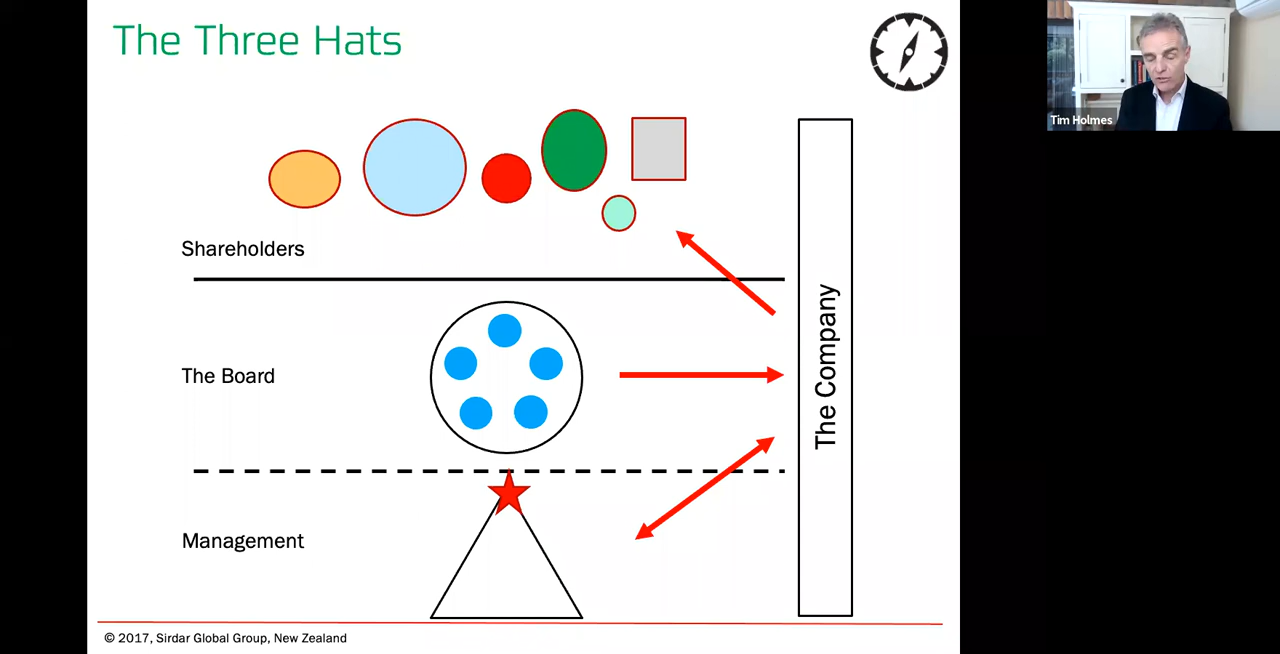 The Three Hats
Tim Holmes
Shareholders
The Board
Management
The Company
© 2017, Sirdar Global Group, New Zealand